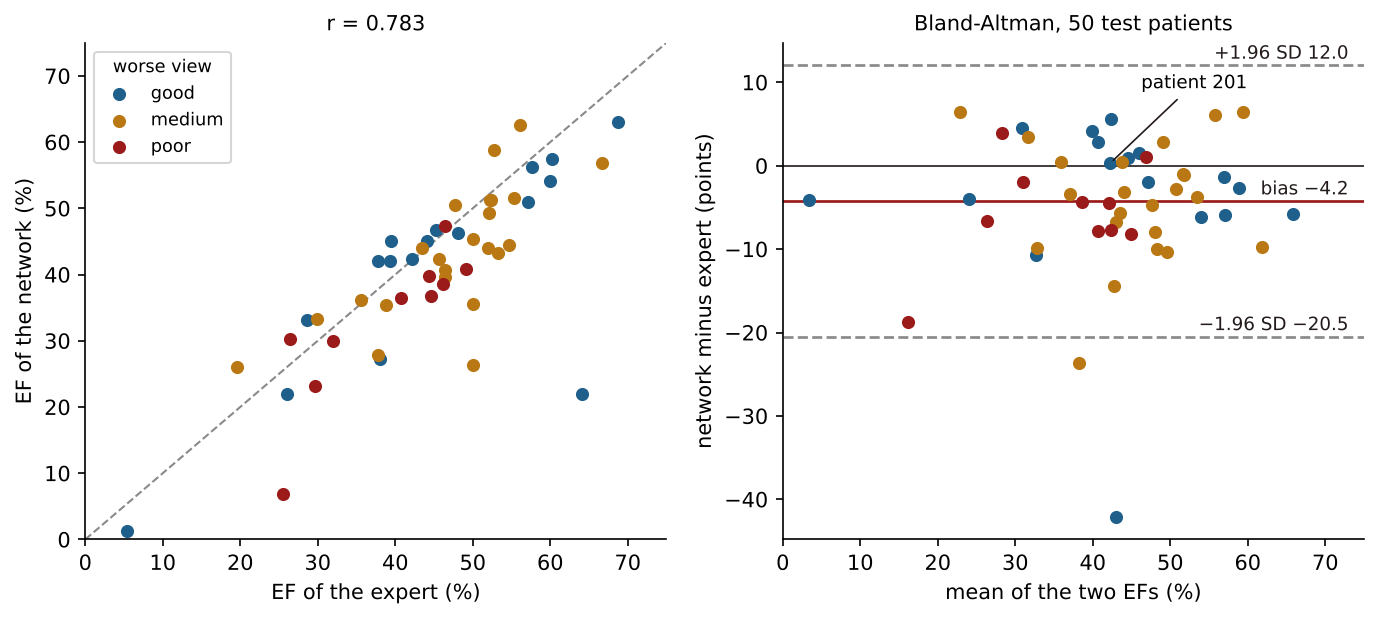 r = 0.783
worse view
good
medium
poor
70
60
50
40
30
20
10
0
0 10 20 30 40 50 60 70
EF of the expert (%)
EF of the network (%)
Bland-Altman, 50 test patients
+1.96 SD 12.0
patient 201
bias −4.2
−1.96 SD −20.5
10
0
−10
−20
−30
−40
0 10 20 30 40 50 60 70
mean of the two EFs (%)
network minus expert (points)